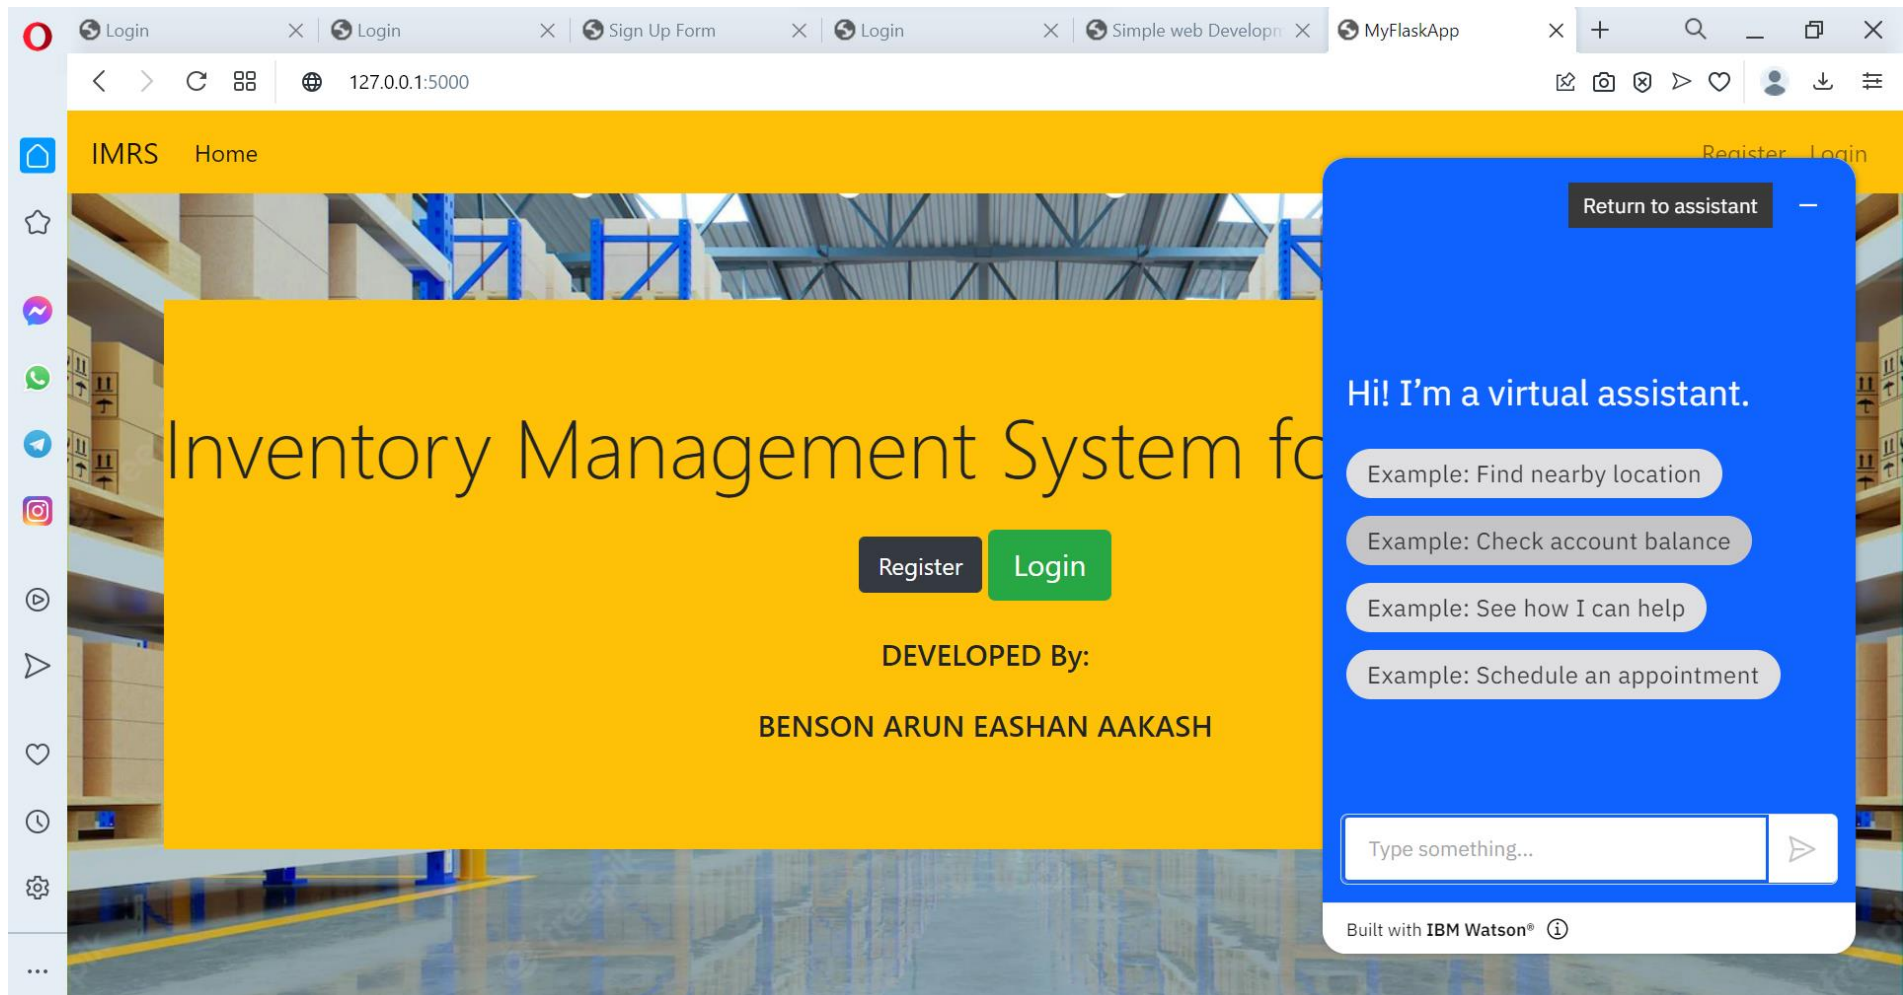 Login
Login
Sign Up Form
Login
Simple web Developm
MyFlaskApp
127.0.0.1:5000
IMRS Home Register Login
Return to assistant
Hi! I'm a virtual assistant.
Example: Find nearby location
Inventory Management System fo
Example: Check account balance
Register Login
Example: See how I can help
DEVELOPED By:
Example: Schedule an appointment
BENSON ARUN EASHAN AAKASH
Type something...
Built with IBM Watson®